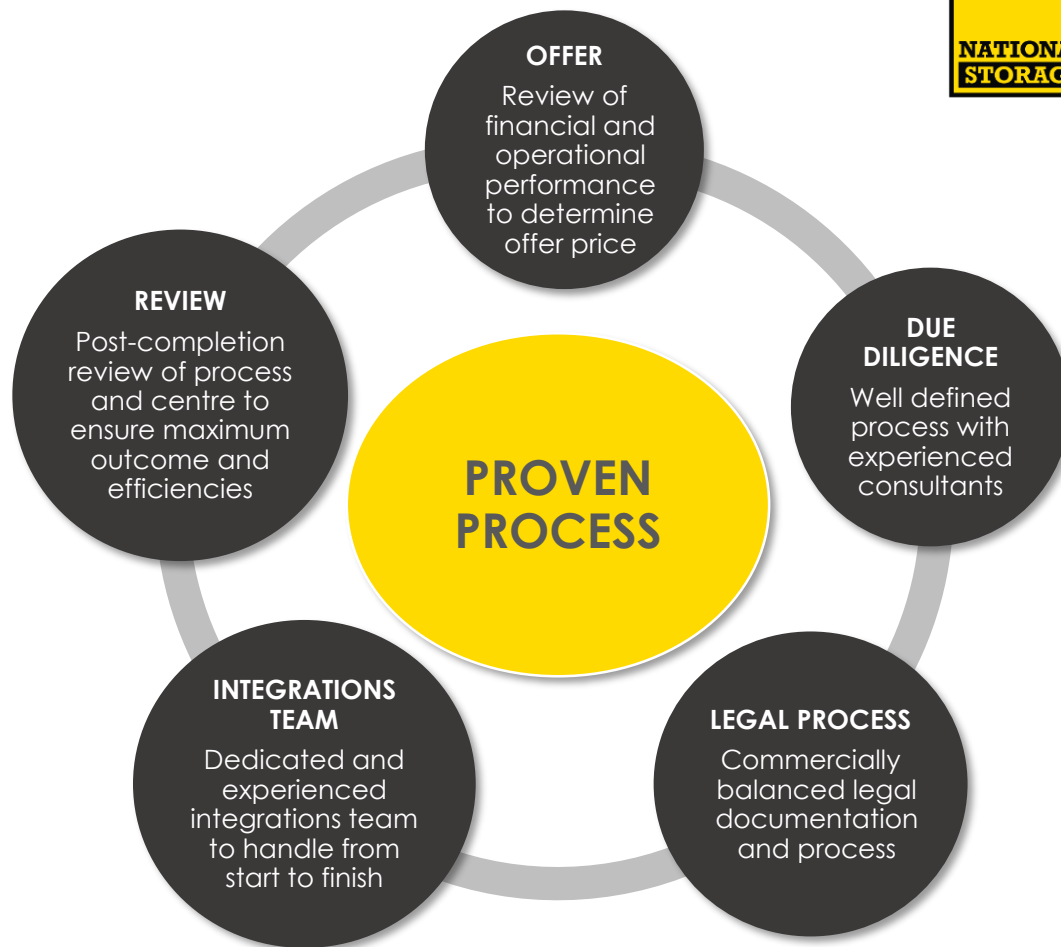 NATIONA
STORAG
OFFER
Review of
financial and
operational
performance
to determine
offer price
DUE
DILIGENCE
Well defined
process with
experienced
consultants
LEGAL PROCESS
Commercially
balanced legal
documentation
and process
INTEGRATIONS
TEAM
Dedicated and
experienced
integrations team
to handle from
start to finish
REVIEW
Post-completion
review of process
and centre to
ensure maximum
outcome and
efficiencies
PROVEN
PROCESS